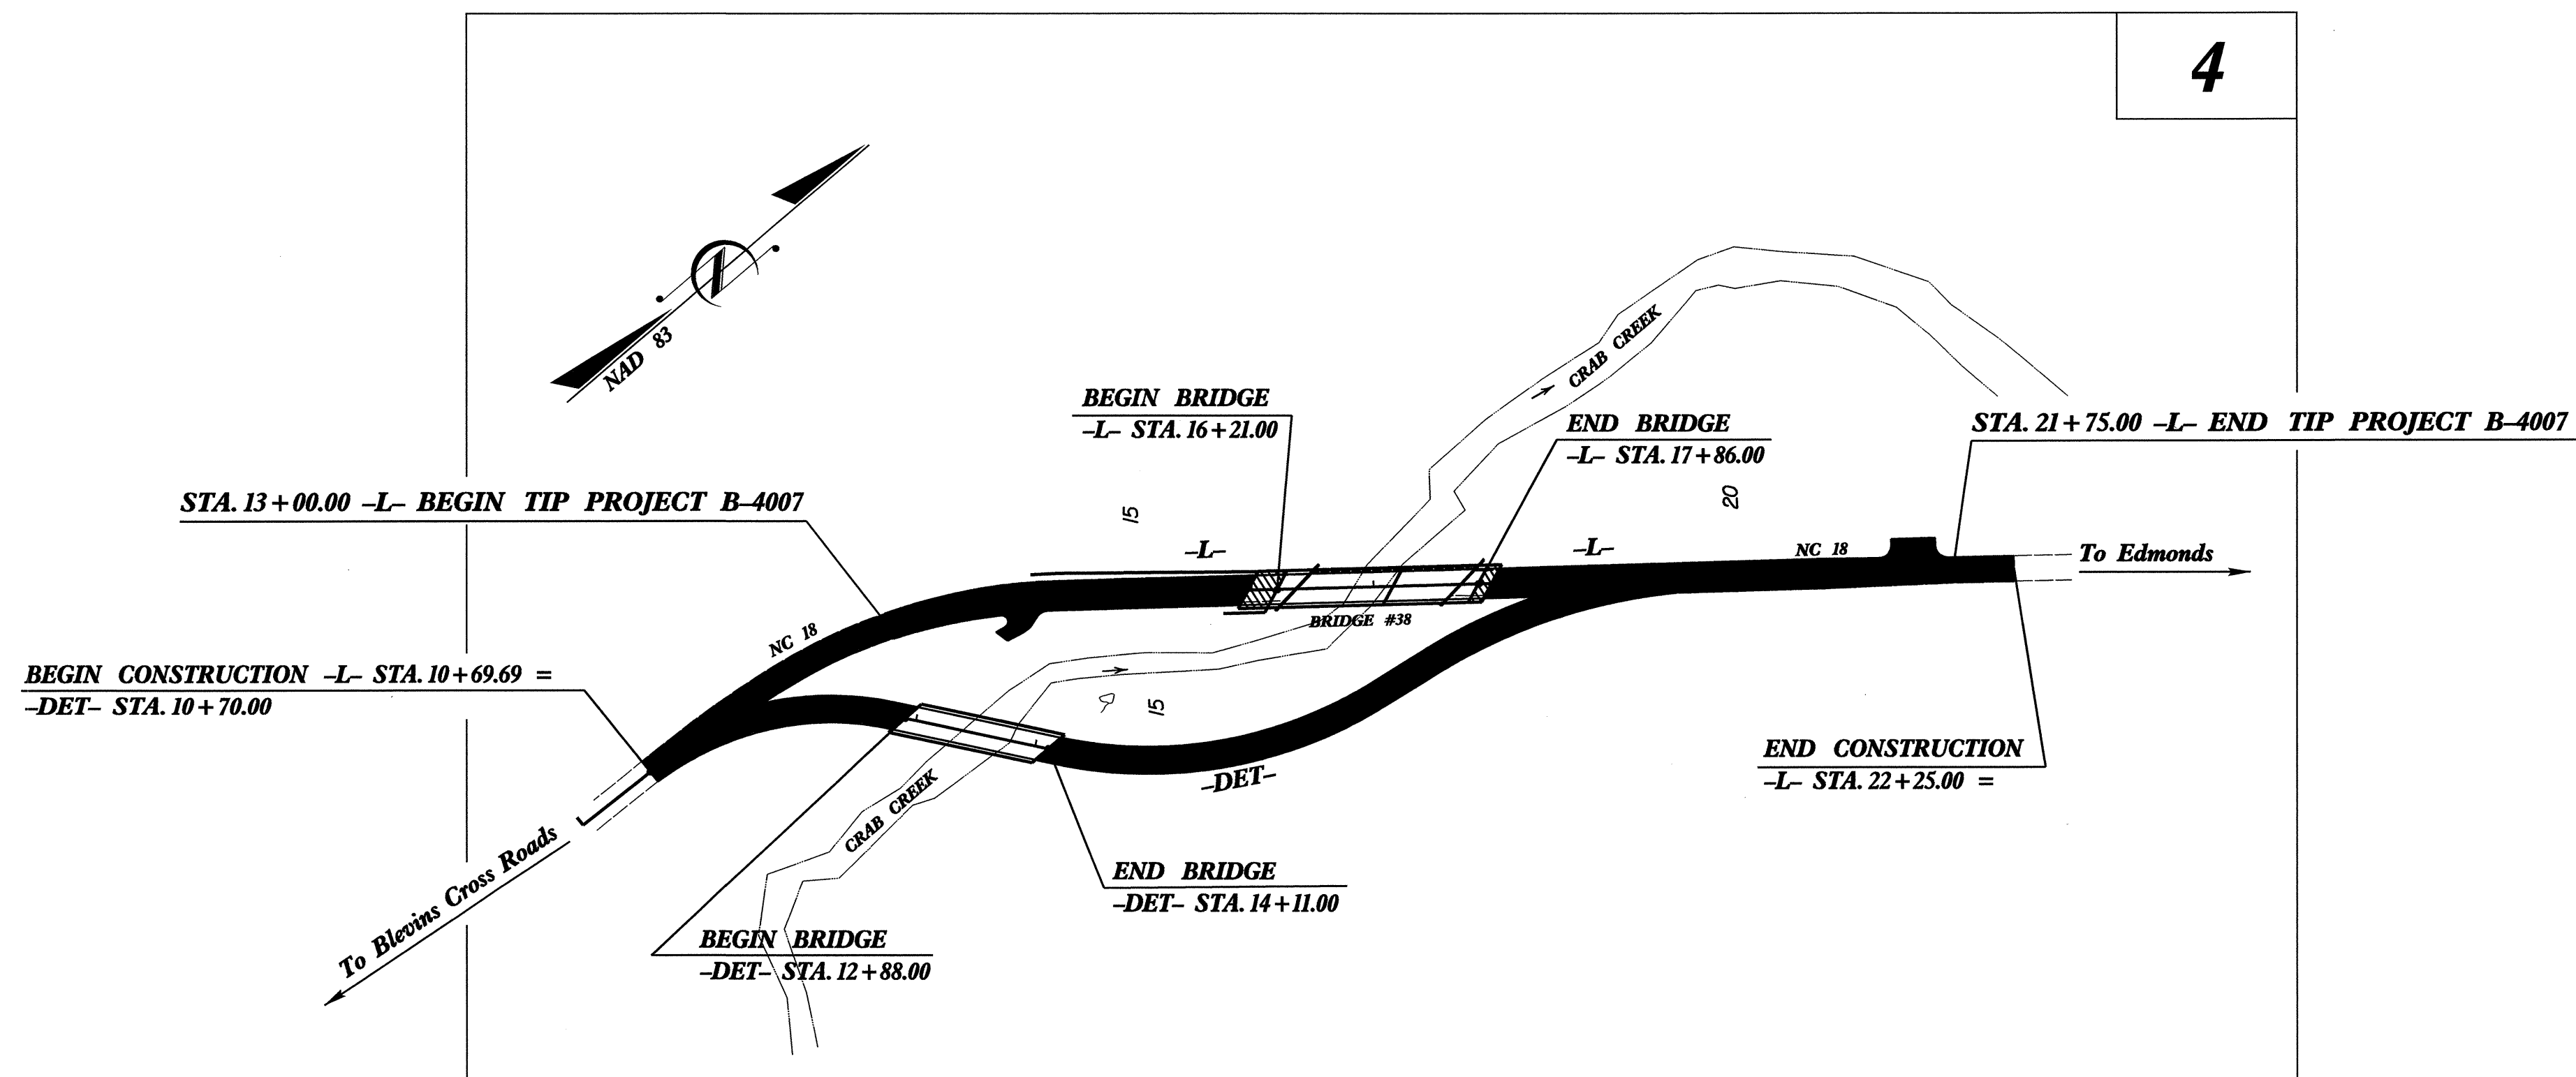 4
NAD 83
BEGIN BRIDGE
–L– STA. 16+21.00
CRAB CREEK
END BRIDGE
–L– STA. 17+86.00
STA. 21+75.00 –L– END TIP PROJECT B–4007
STA. 13+00.00 –L– BEGIN TIP PROJECT B–4007
15
20
–L–
–L–
NC 18
To Edmonds
NC 18
BRIDGE #38
BEGIN CONSTRUCTION –L– STA. 10+69.69 =
–DET– STA. 10+70.00
15
END CONSTRUCTION
–L– STA. 22+25.00 =
–DET–
CRAB CREEK
To Blevins Cross Roads
END BRIDGE
–DET– STA. 14+11.00
BEGIN BRIDGE
–DET– STA. 12+88.00